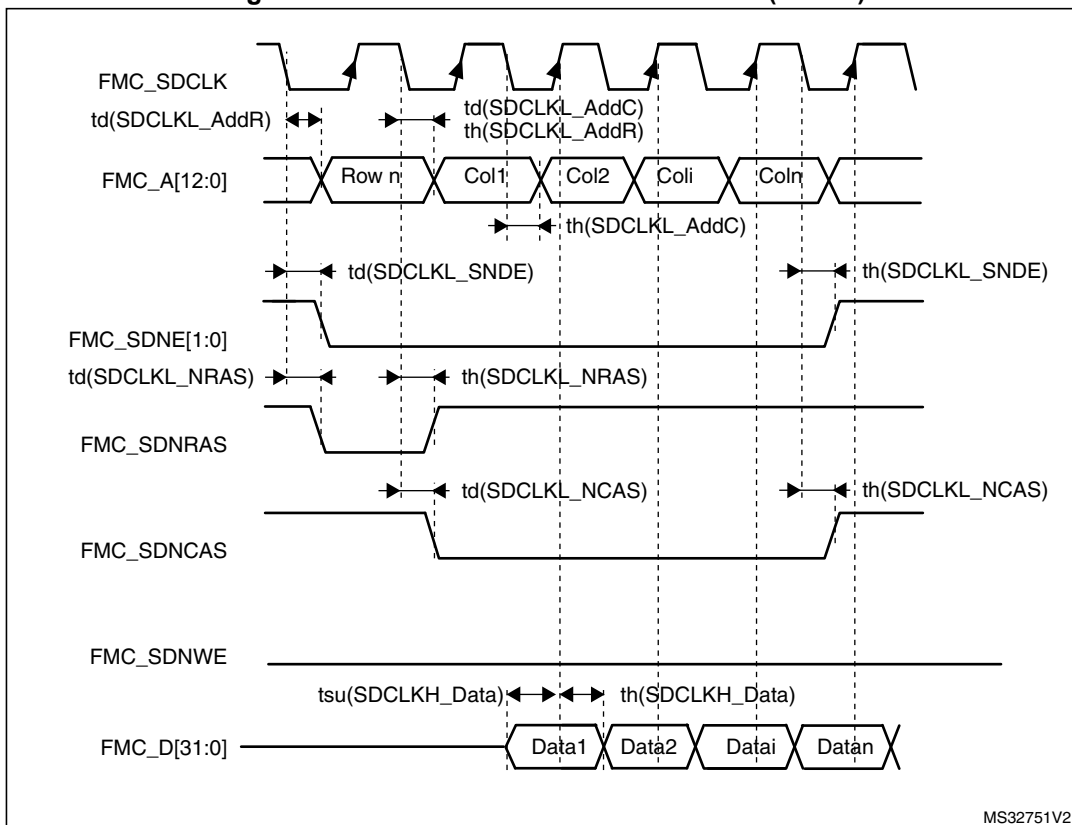 FMC_SDCLK
td(SDCLKL_AddR)
td(SDCLKL_AddC)
th(SDCLKL_AddR)
FMC_A[12:0]
Row n
Col1
Col2
Coli
Coln
th(SDCLKL_AddC)
td(SDCLKL_SNDE)
th(SDCLKL_SNDE)
FMC_SDNE[1:0]
td(SDCLKL_NRAS)
th(SDCLKL_NRAS)
FMC_SDNRAS
td(SDCLKL_NCAS)
th(SDCLKL_NCAS)
FMC_SDNCAS
FMC_SDNWE
tsu(SDCLKH_Data)
th(SDCLKH_Data)
FMC_D[31:0]
Data1
Data2
Datai
Datan
MS32751V2